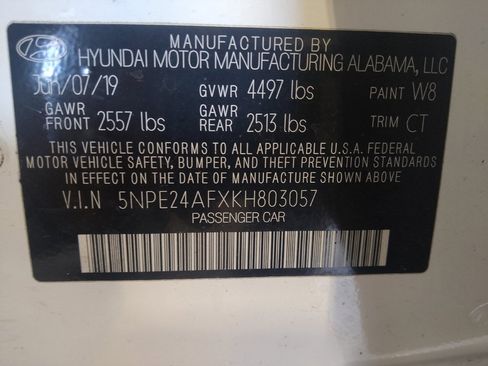 MANUFACTURED BY
HYUNDAI MOTOR MANUFACTURING ALABAMA, LLC
JUN/07/19 GVWR 4497 lbs PAINT W8
GAWR FRONT 2557 lbs GAWR REAR 2513 lbs TRIM CT
THIS VEHICLE CONFORMS TO ALL APPLICABLE U.S.A. FEDERAL
MOTOR VEHICLE SAFETY, BUMPER, AND THEFT PREVENTION STANDARDS
IN EFFECT ON THE DATE OF MANUFACTURE SHOWN ABOVE.
V.I.N 5NPE24AFXKH803057
PASSENGER CAR